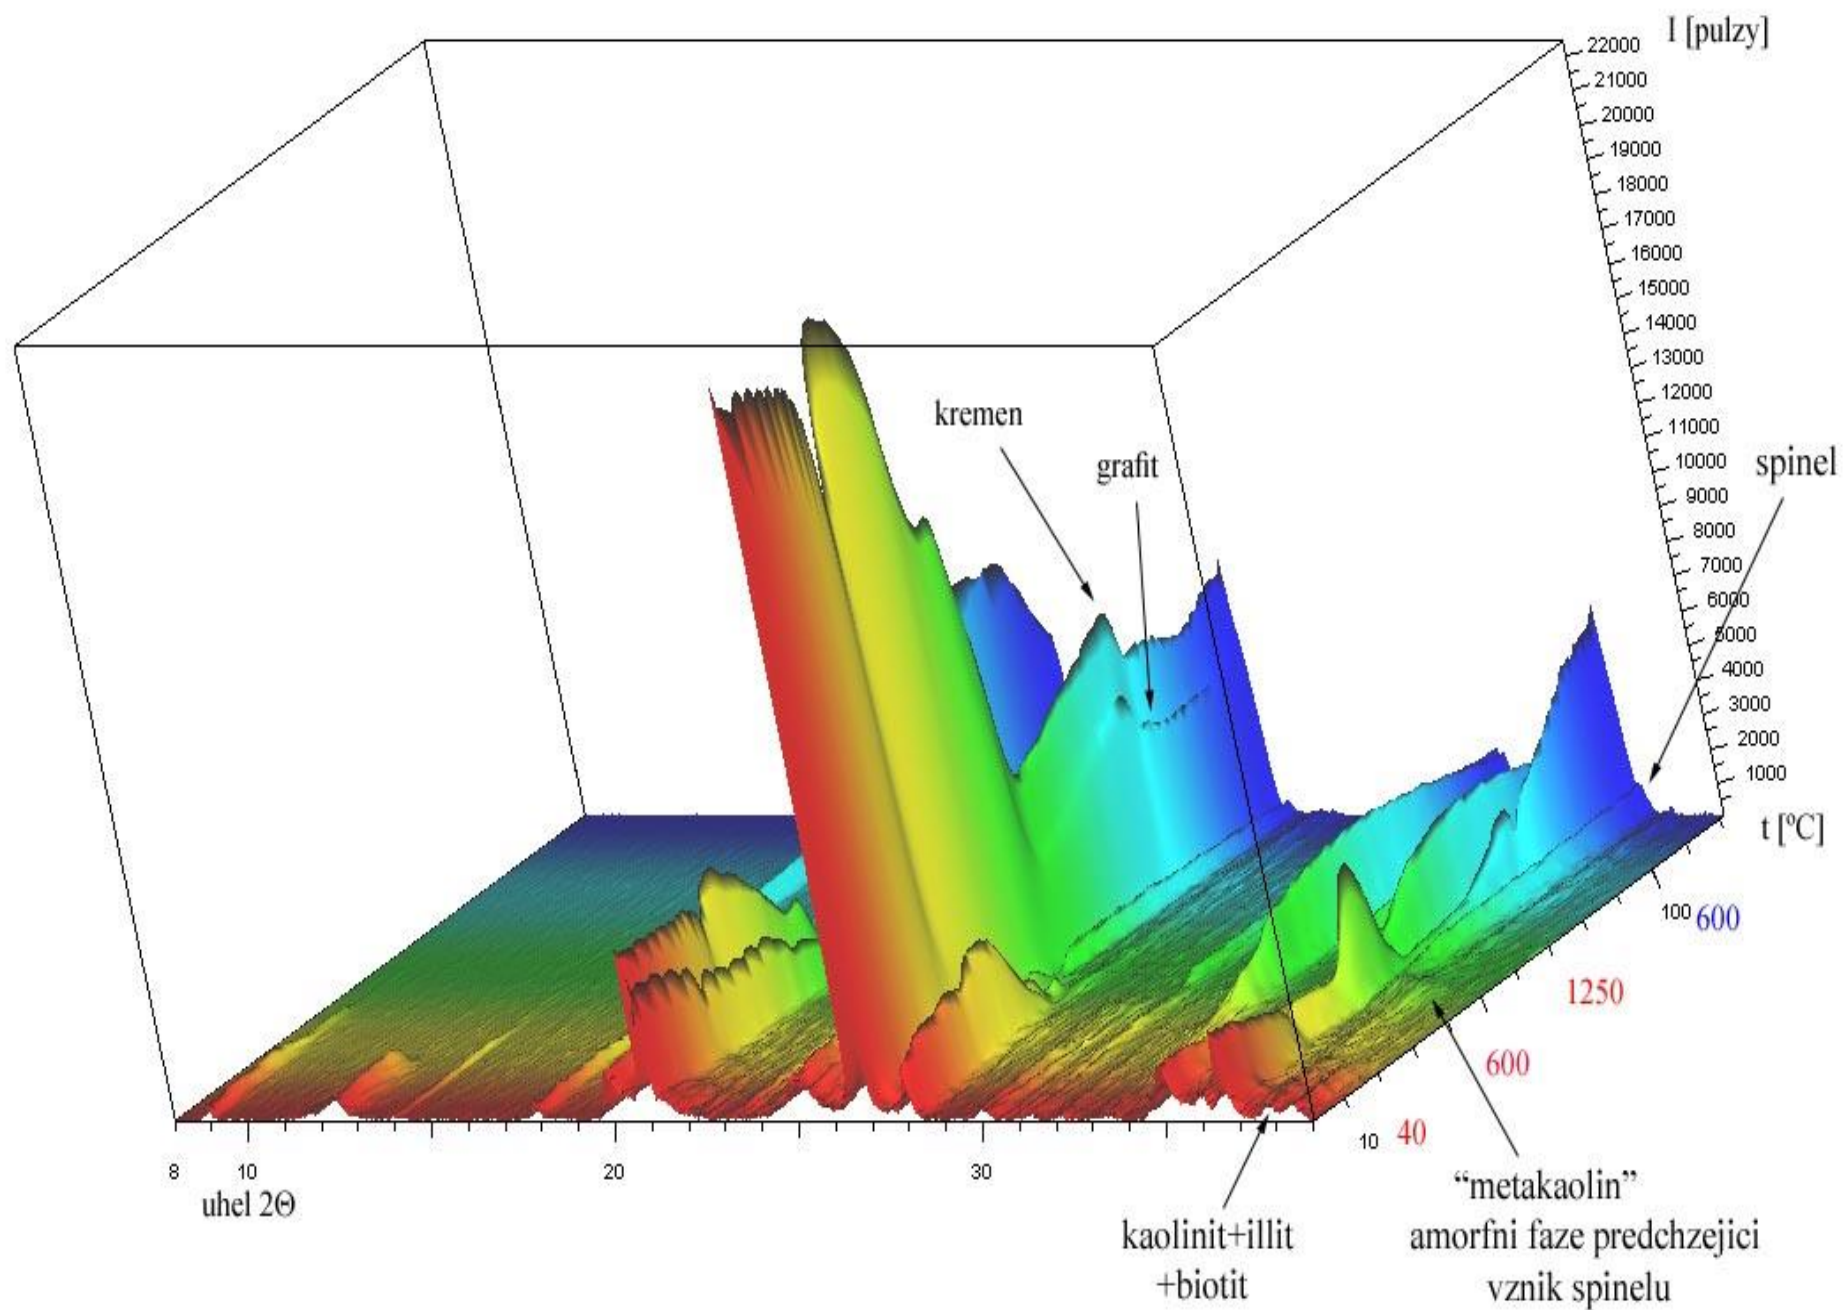 I [pulzy]
22000
21000
20000
19000
18000
17000
16000
15000
14000
13000
12000
11000
10000
9000
8000
7000
6000
5000
4000
3000
2000
1000
kremen
grafit
spinel
t [ºC]
100 600
1250
600
10 40
8 10 20 30
uhel 2Θ
kaolinit+illit
+biotit
“metakaolin”
amorfni faze predchzejici
vznik spinelu